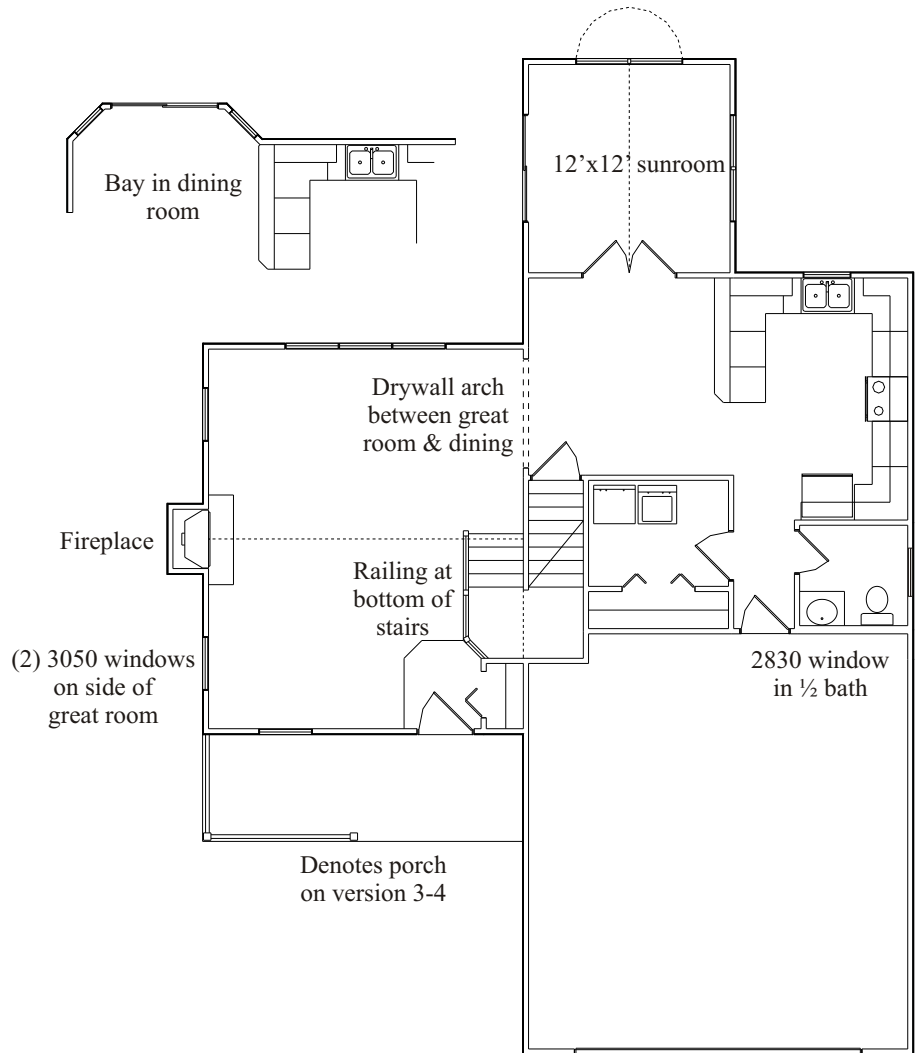 12’x12’ sunroom
Bay in dining
room
Drywall arch
between great
room & dining
Fireplace
Railing at
bottom of
stairs
(2) 3050 windows
on side of
great room
2830 window
in ½ bath
Denotes porch
on version 3-4